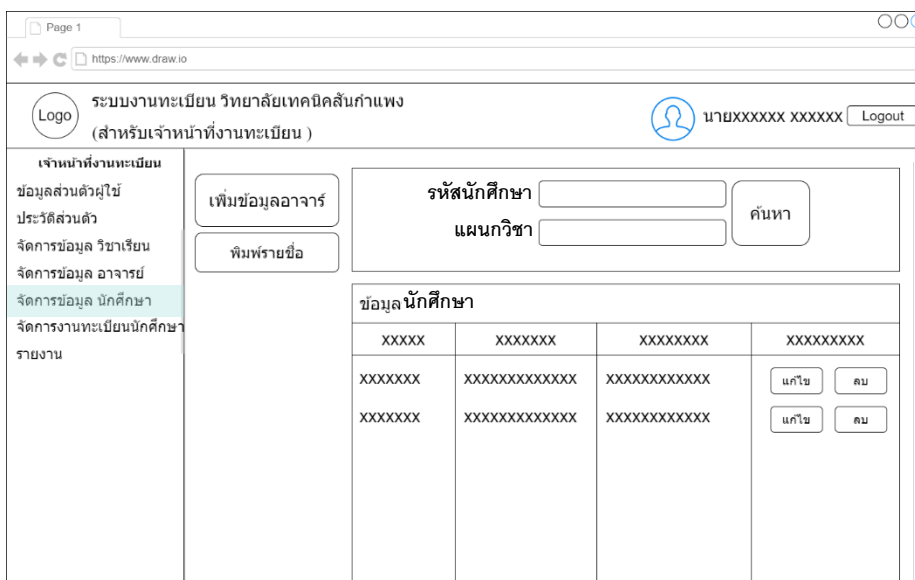 Page 1
https://www.draw.io
Logo
ระบบงานทะเบียน วิทยาลัยเทคนิคสันกำแพง
(สำหรับเจ้าหน้าที่งานทะเบียน )
นายxxxxxx xxxxxx
Logout
เจ้าหน้าที่งานทะเบียน
ข้อมูลส่วนตัวผู้ใช้
ประวัติส่วนตัว
จัดการข้อมูล วิชาเรียน
จัดการข้อมูล อาจารย์
จัดการข้อมูล นักศึกษา
จัดการงานทะเบียนนักศึกษา
รายงาน
เพิ่มข้อมูลอาจาร์
พิมพ์รายชื่อ
รหัสนักศึกษา
แผนกวิชา
ค้นหา
ข้อมูลนักศึกษา
xxxxx xxxxxxx xxxxxxxx xxxxxxxxx
xxxxxxx xxxxxxxxxxxxx xxxxxxxxxxxx แก้ไข ลบ
xxxxxxx xxxxxxxxxxxxx xxxxxxxxxxxx แก้ไข ลบ